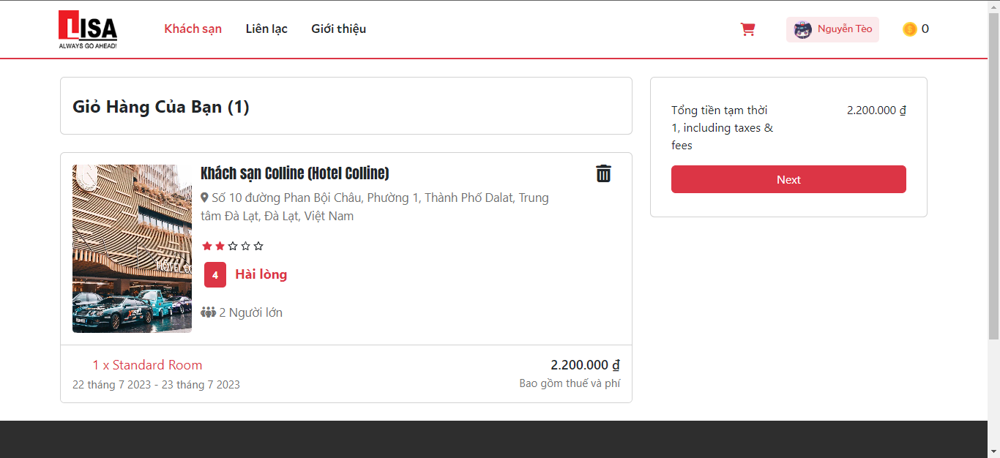 LISA
ALWAYS GO AHEAD!
Khách sạn
Liên lạc
Giới thiệu
Nguyễn Tèo
0
Giỏ Hàng Của Bạn (1)
Khách sạn Colline (Hotel Colline)
Số 10 đường Phan Bội Châu, Phường 1, Thành Phố Dalat, Trung
tâm Đà Lạt, Đà Lạt, Việt Nam
4 Hài lòng
2 Người lớn
1 x Standard Room
2.200.000 ₫
22 tháng 7 2023 - 23 tháng 7 2023
Bao gồm thuế và phí
Tổng tiền tạm thời
2.200.000 ₫
1, including taxes &
fees
Next